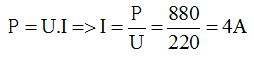 P = U.I => I = P/U = 880/220 = 4A